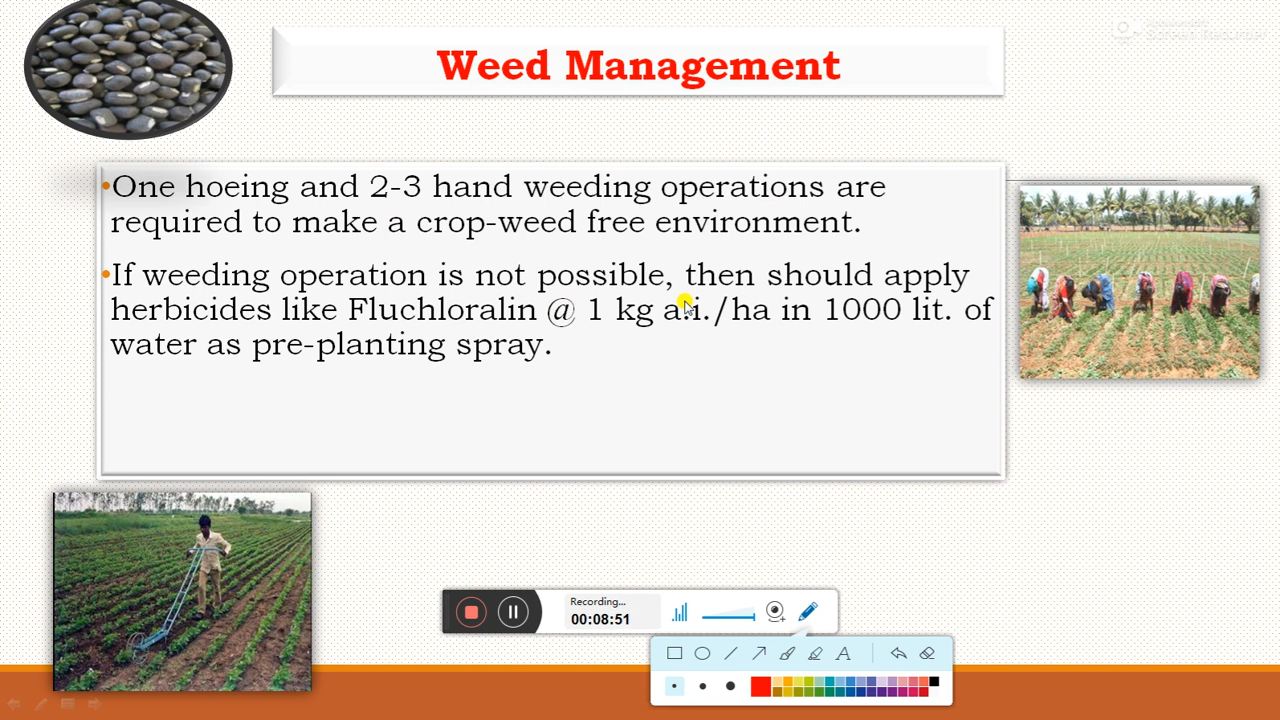 Weed Management
•One hoeing and 2-3 hand weeding operations are
required to make a crop-weed free environment.
•If weeding operation is not possible, then should apply
herbicides like Fluchloralin @ 1 kg a.i./ha in 1000 lit. of
water as pre-planting spray.
Recording...
00:08:51
A